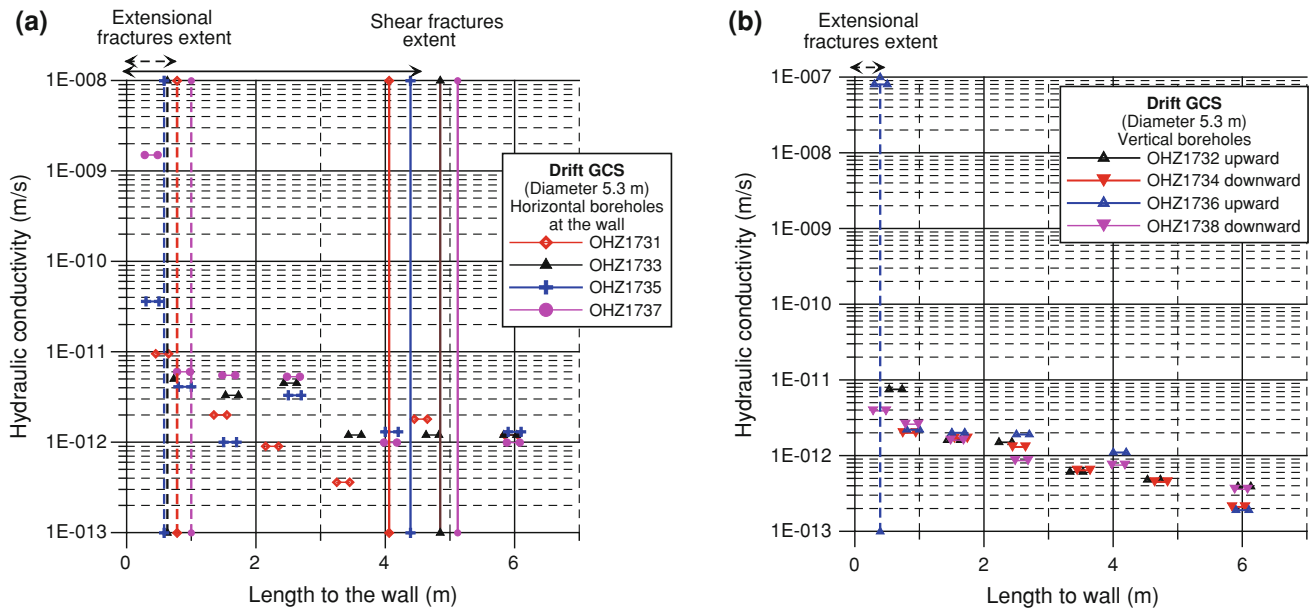 (a)
Extensional
fractures extent
Shear fractures
extent
1E-008
1E-009
1E-010
1E-011
1E-012
1E-013
Hydraulic conductivity (m/s)
0
2
4
6
Length to the wall (m)
Drift GCS
(Diameter 5.3 m)
Horizontal boreholes
at the wall
OHZ1731
OHZ1733
OHZ1735
OHZ1737
(b)
Extensional
fractures extent
1E-007
1E-008
1E-009
1E-010
1E-011
1E-012
1E-013
Hydraulic conductivity (m/s)
0
2
4
6
Length to wall (m)
Drift GCS
(Diameter 5.3 m)
Vertical boreholes
OHZ1732 upward
OHZ1734 downward
OHZ1736 upward
OHZ1738 downward